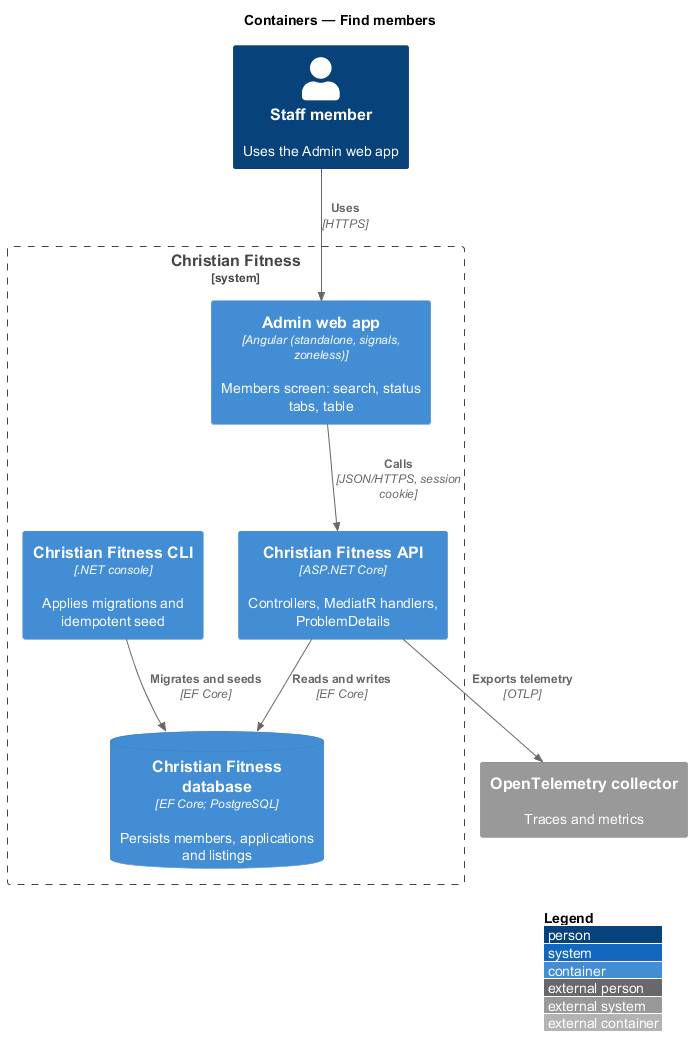 Containers — Find members
Staff member
Uses the Admin web app
Uses
[HTTPS]
Christian Fitness
[system]
Admin web app
[Angular (standalone, signals,
zoneless)]
Members screen: search, status
tabs, table
Calls
[JSON/HTTPS, session
cookie]
Christian Fitness CLI
[.NET console]
Applies migrations and
idempotent seed
Christian Fitness API
[ASP.NET Core]
Controllers, MediatR handlers,
ProblemDetails
Migrates and seeds
[EF Core]
Reads and writes
[EF Core]
Exports telemetry
[OTLP]
Christian Fitness
database
[EF Core; PostgreSQL]
Persists members, applications
and listings
OpenTelemetry collector
Traces and metrics
Legend
person
system
container
external person
external system
external container